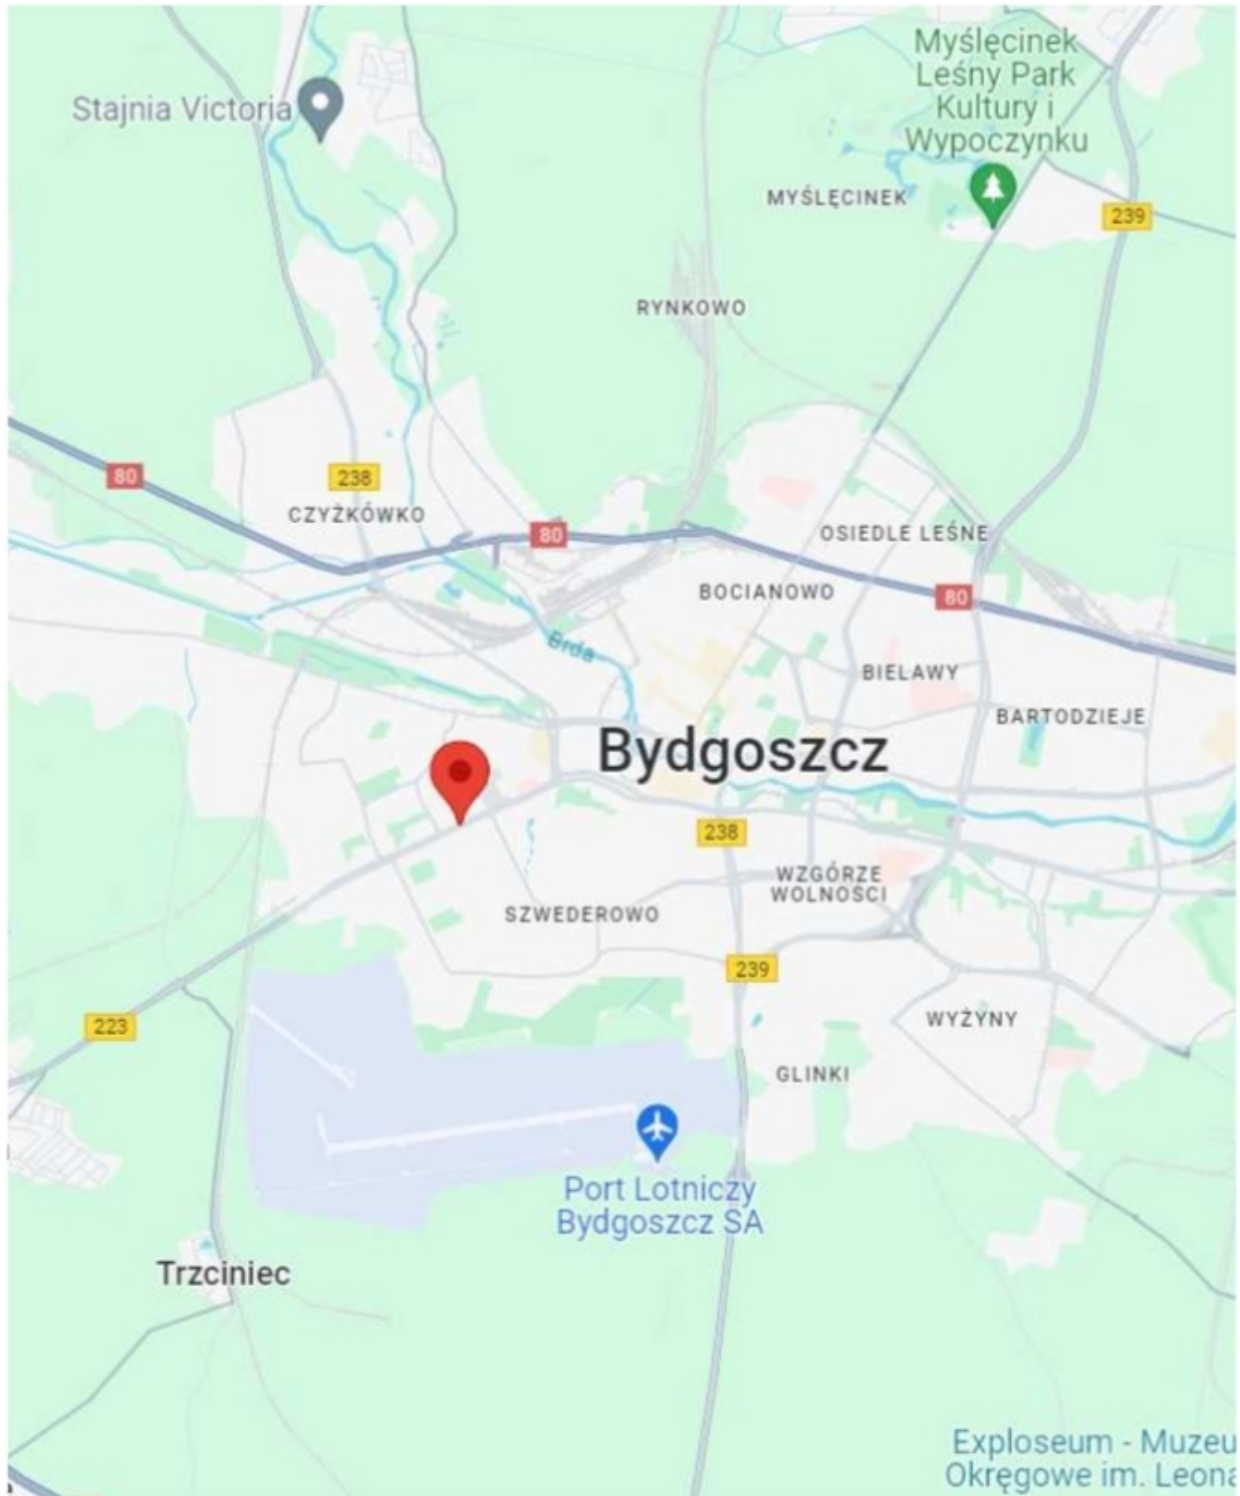 Myślęcinek
Leśny Park
Kultury i
Wypoczynku
Stajnia Victoria
MYŚLĘCINEK
239
RYNKOWO
80
238
CZYŻKÓWKO
80
OSIEDLE LEŚNE
BOCIANOWO
80
Brda
BIELAWY
BARTODZIEJE
Bydgoszcz
238
WZGÓRZE
WOLNOŚCI
SZWEDEROWO
239
223
WYŻYNY
GLINKI
Port Lotniczy
Bydgoszcz SA
Trzciniec
Exploseum - Muzeu
Okręgowe im. Leona